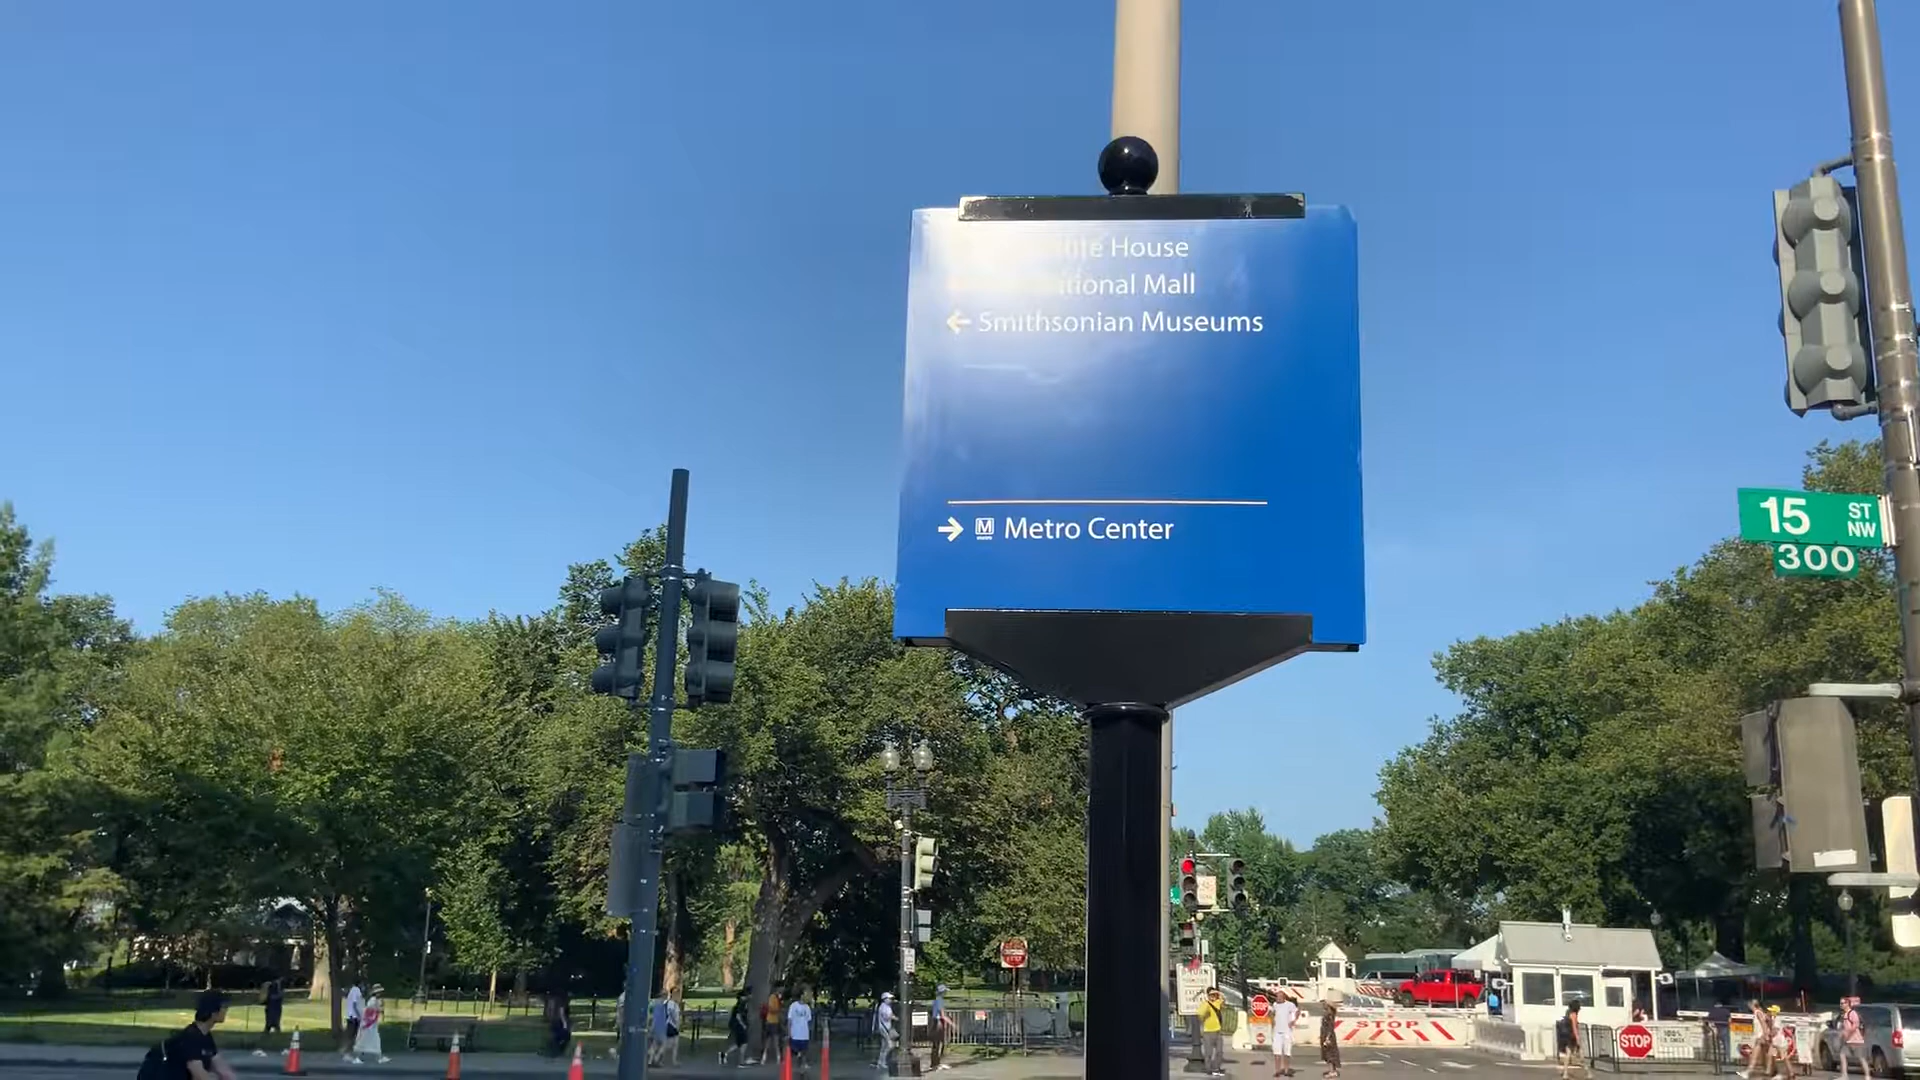 House
Mall
← Smithsonian Museums
→ M Metro Center
15 ST NW
300
STOP
STOP